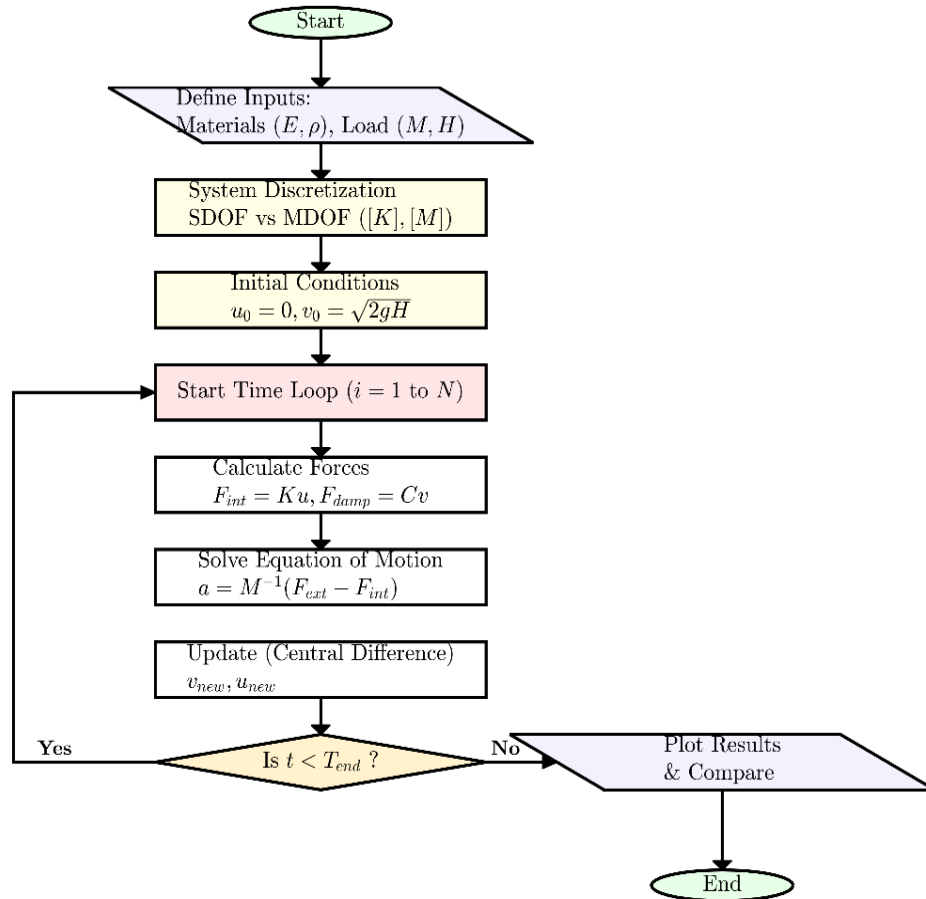 Start
Define Inputs:
Materials (E, ρ), Load (M, H)
System Discretization
SDOF vs MDOF ([K], [M])
Initial Conditions
u₀ = 0, v₀ = √2gH
Start Time Loop (i = 1 to N)
Calculate Forces
F_int = Ku, F_damp = Cv
Solve Equation of Motion
a = M⁻¹(F_ext − F_int)
Update (Central Difference)
v_new, u_new
Yes
Is t < T_end ?
No
Plot Results
& Compare
End